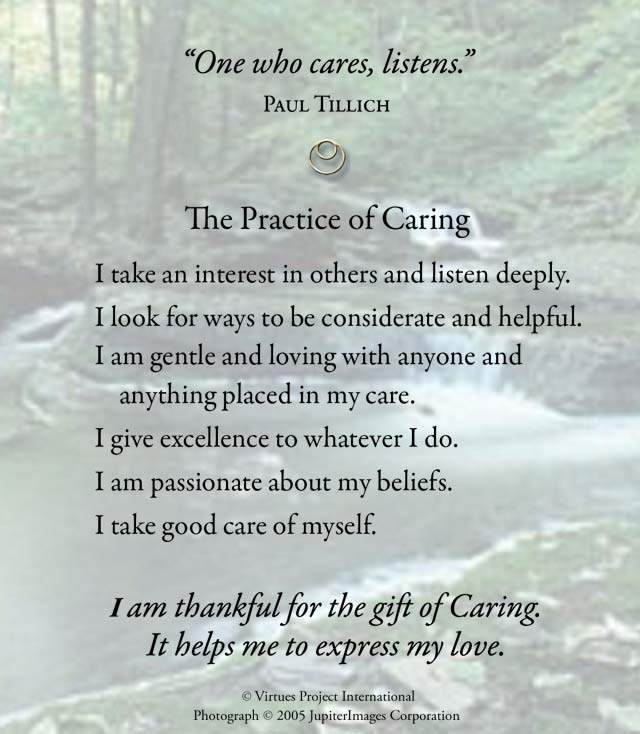 “One who cares, listens.”
Paul Tillich
The Practice of Caring
I take an interest in others and listen deeply.
I look for ways to be considerate and helpful.
I am gentle and loving with anyone and
anything placed in my care.
I give excellence to whatever I do.
I am passionate about my beliefs.
I take good care of myself.
I am thankful for the gift of Caring.
It helps me to express my love.
© Virtues Project International
Photograph © 2005 JupiterImages Corporation